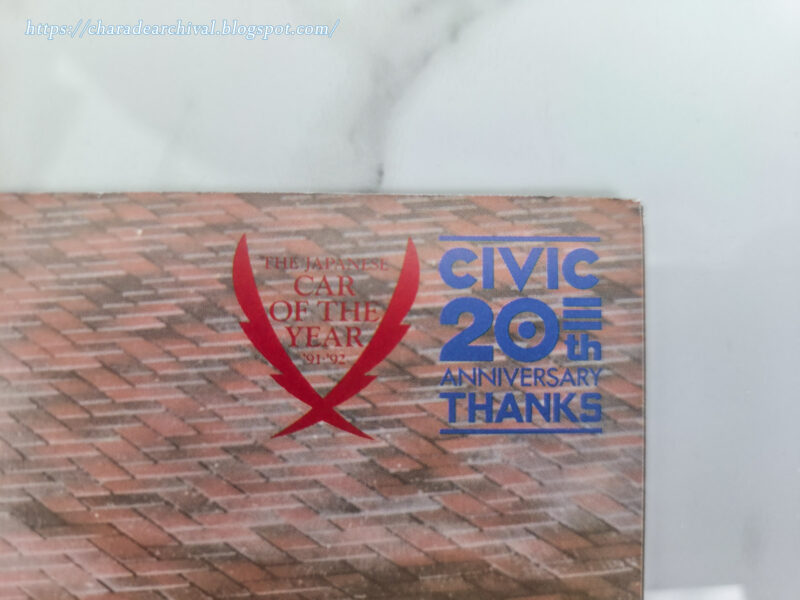 https://charadearchival.blogspot.com/
THE JAPANESE
CAR
OF THE
YEAR
'91-'92
CIVIC
20th
ANNIVERSARY
THANKS